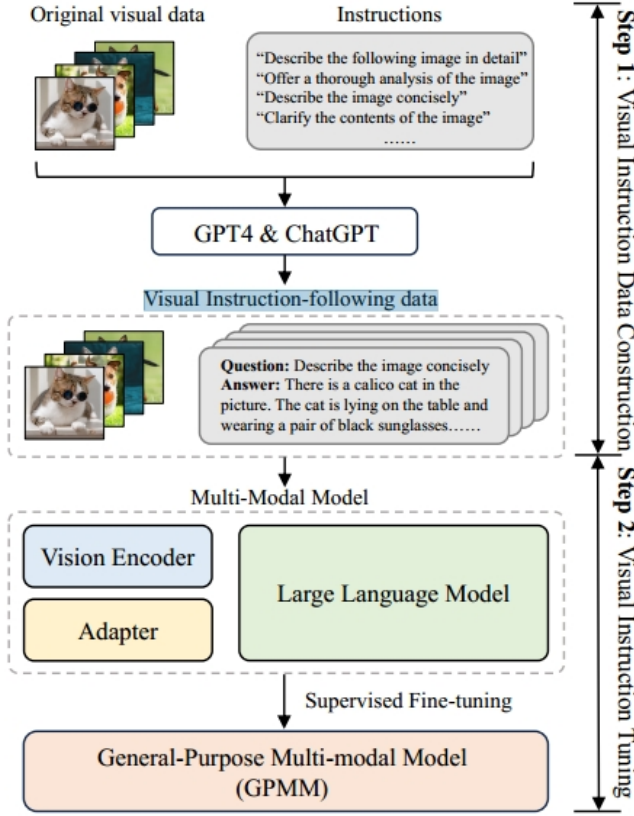 Original visual data
Instructions
“Describe the following image in detail”
“Offer a thorough analysis of the image”
“Describe the image concisely”
“Clarify the contents of the image”
......
GPT4 & ChatGPT
Visual Instruction-following data
Question: Describe the image concisely
Answer: There is a calico cat in the
picture. The cat is lying on the table and
wearing a pair of black sunglasses……
Step 1: Visual Instruction Data Construction
Multi-Modal Model
Vision Encoder
Adapter
Large Language Model
Supervised Fine-tuning
General-Purpose Multi-modal Model
(GPMM)
Step 2: Visual Instruction Tuning